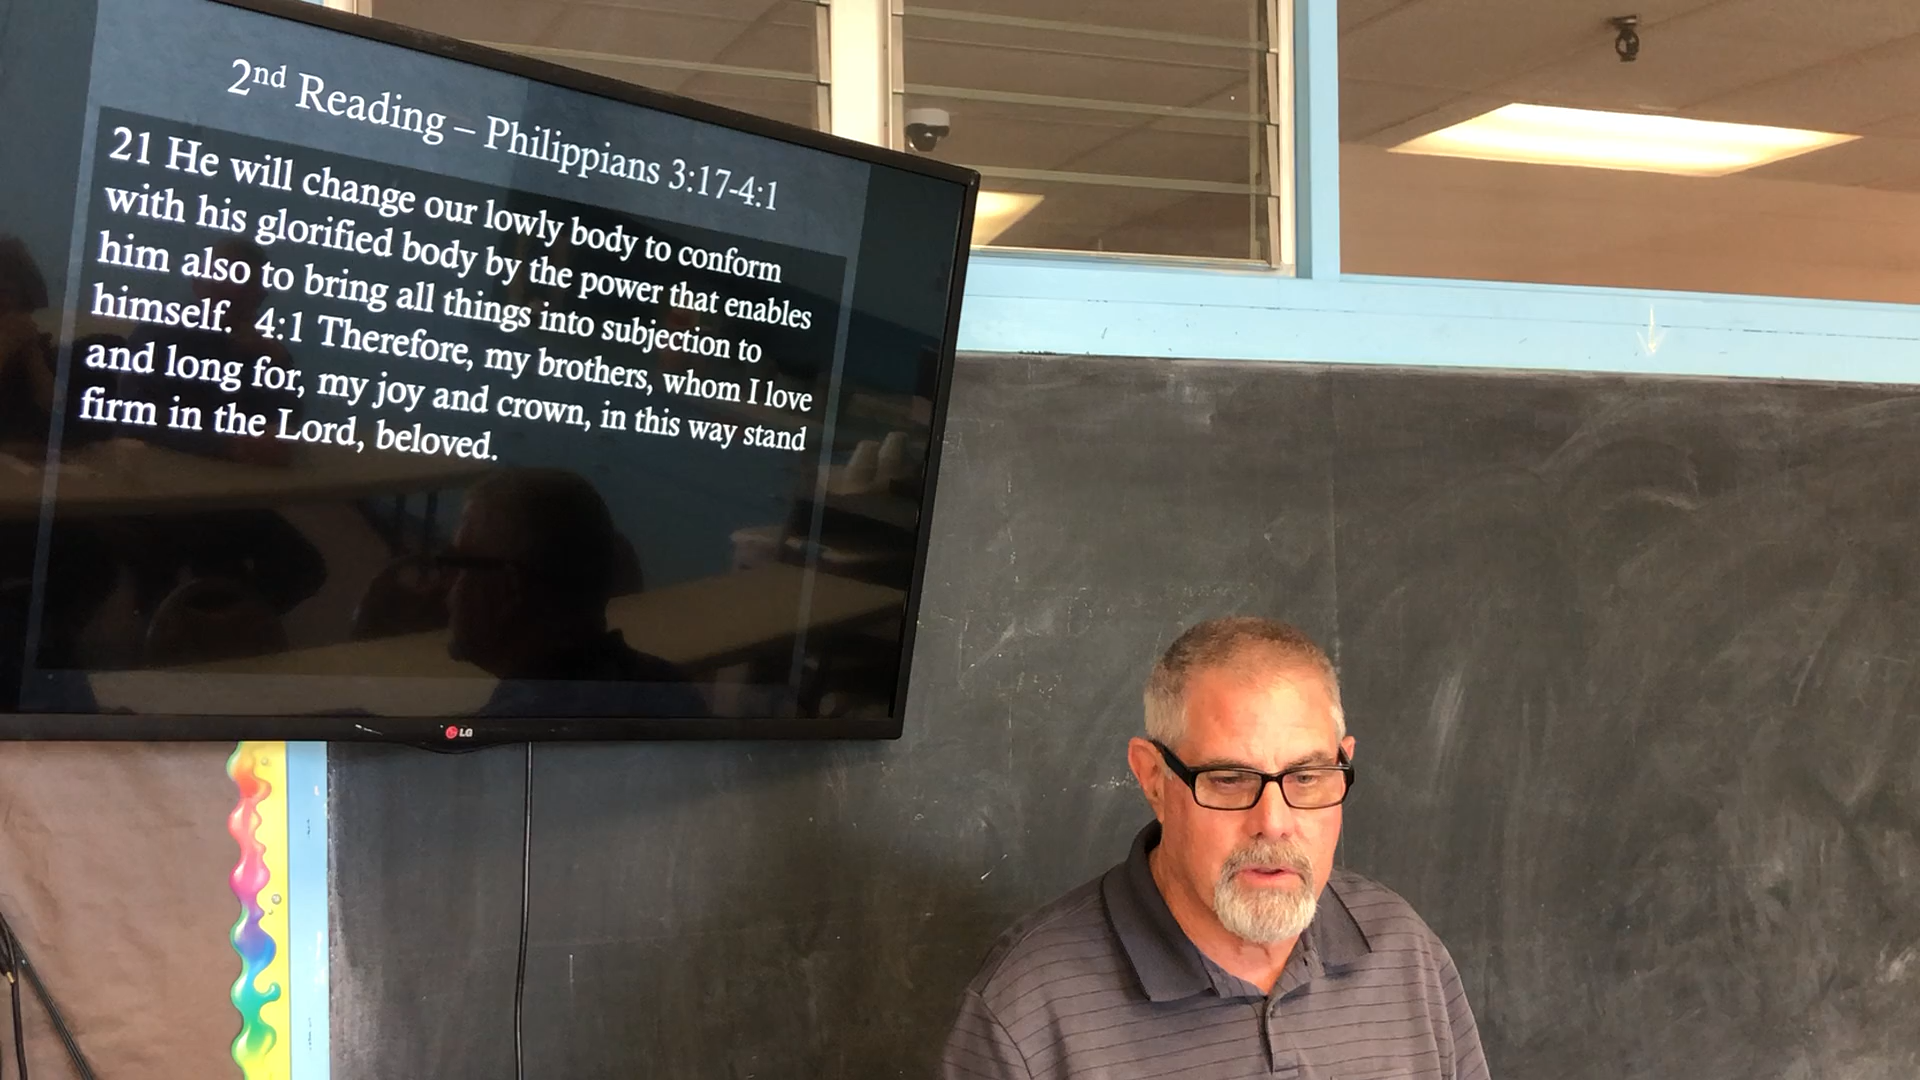 2nd Reading – Philippians 3:17-4:1
21 He will change our lowly body to conform
with his glorified body by the power that enables
him also to bring all things into subjection to
himself.  4:1 Therefore, my brothers, whom I love
and long for, my joy and crown, in this way stand
firm in the Lord, beloved.
LG